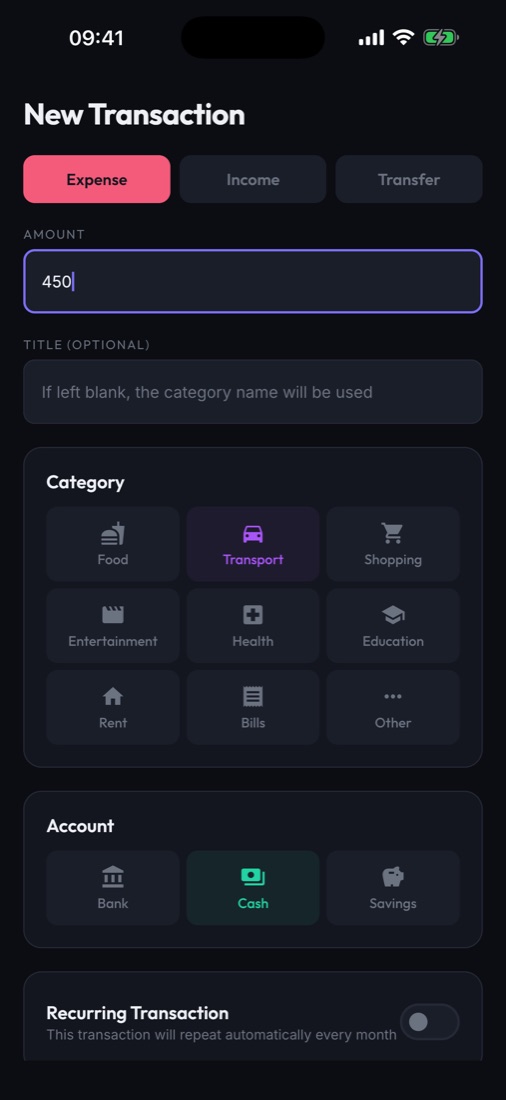 09:41
New Transaction
Expense Income Transfer
AMOUNT
450
TITLE (OPTIONAL)
If left blank, the category name will be used
Category
Food Transport Shopping
Entertainment Health Education
Rent Bills Other
Account
Bank Cash Savings
Recurring Transaction
This transaction will repeat automatically every month